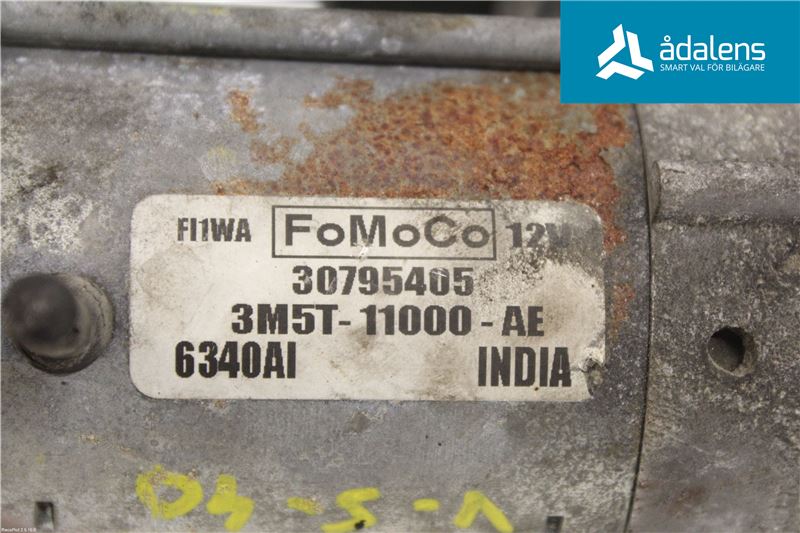 ådalens
SMART VAL FÖR BILÄGARE
FI1WA FoMoCo 12V
30795405
3M5T-11000-AE
6340AI INDIA